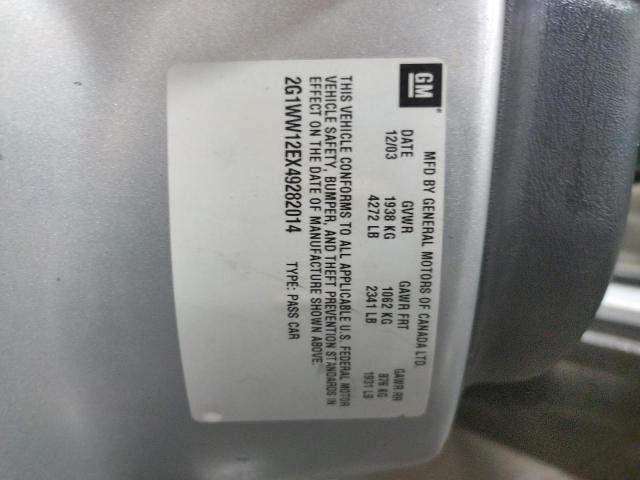 GM
MFD BY GENERAL MOTORS OF CANADA LTD.
DATE GVWR GAWR FRT GAWR RR
12/03 1938 KG 1062 KG 876 KG
4272 LB 2341 LB 1931 LB
THIS VEHICLE CONFORMS TO ALL APPLICABLE U.S. FEDERAL MOTOR
VEHICLE SAFETY, BUMPER, AND THEFT PREVENTION STANDARDS IN
EFFECT ON THE DATE OF MANUFACTURE SHOWN ABOVE.
2G1WW12EX49282014 TYPE: PASS CAR